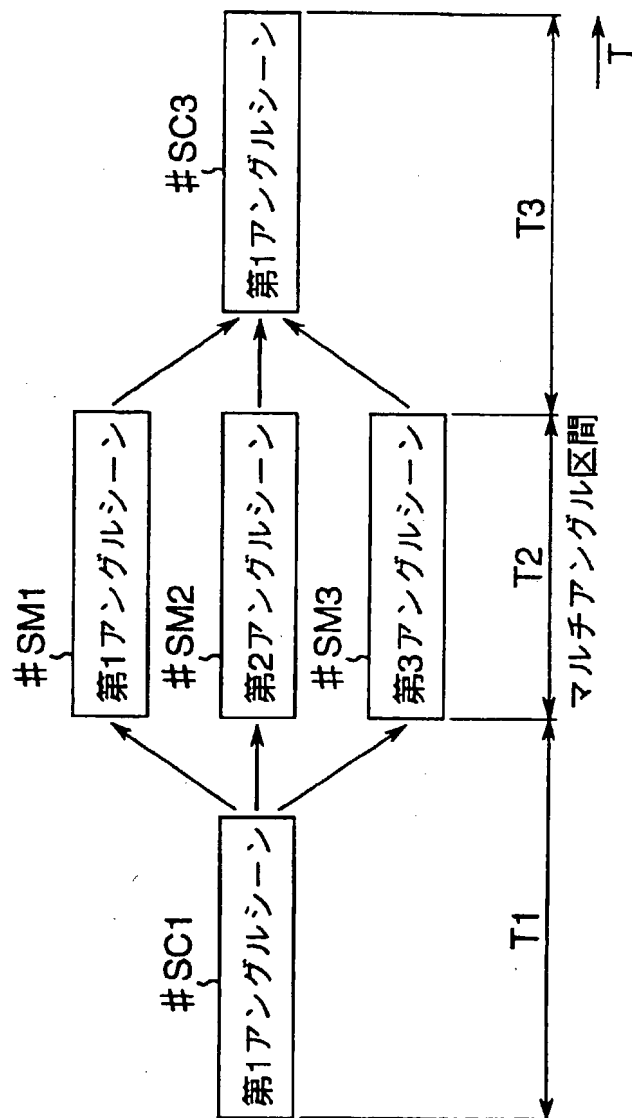 #SC1
第1アングルシーン
#SM1
第1アングルシーン
#SM2
第2アングルシーン
#SM3
第3アングルシーン
#SC3
第1アングルシーン
T1
T2
T3
マルチアングル区間
T